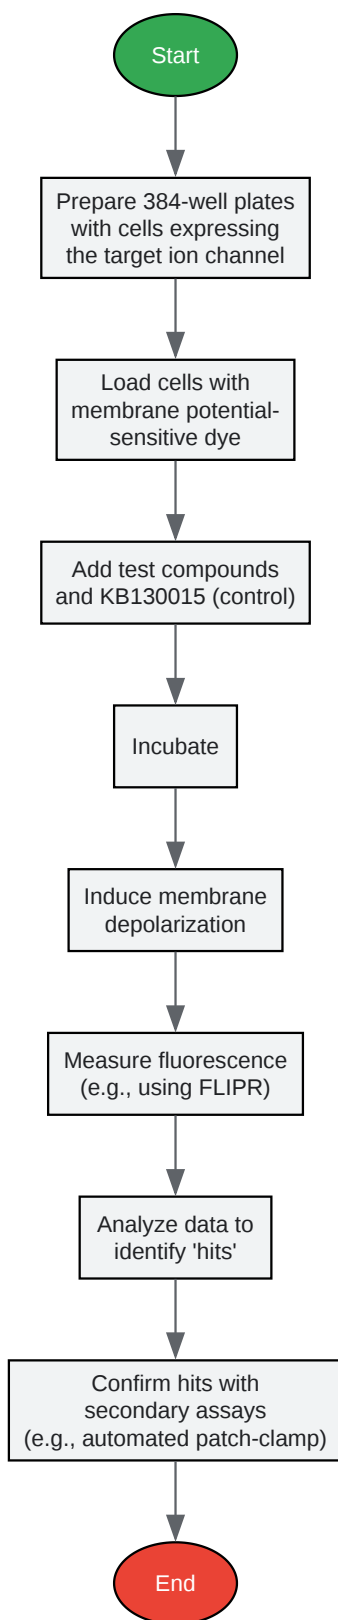 Start
Prepare 384-well plates
with cells expressing
the target ion channel
Load cells with
membrane potential-
sensitive dye
Add test compounds
and KB130015 (control)
Incubate
Induce membrane
depolarization
Measure fluorescence
(e.g., using FLIPR)
Analyze data to
identify 'hits'
Confirm hits with
secondary assays
(e.g., automated patch-clamp)
End